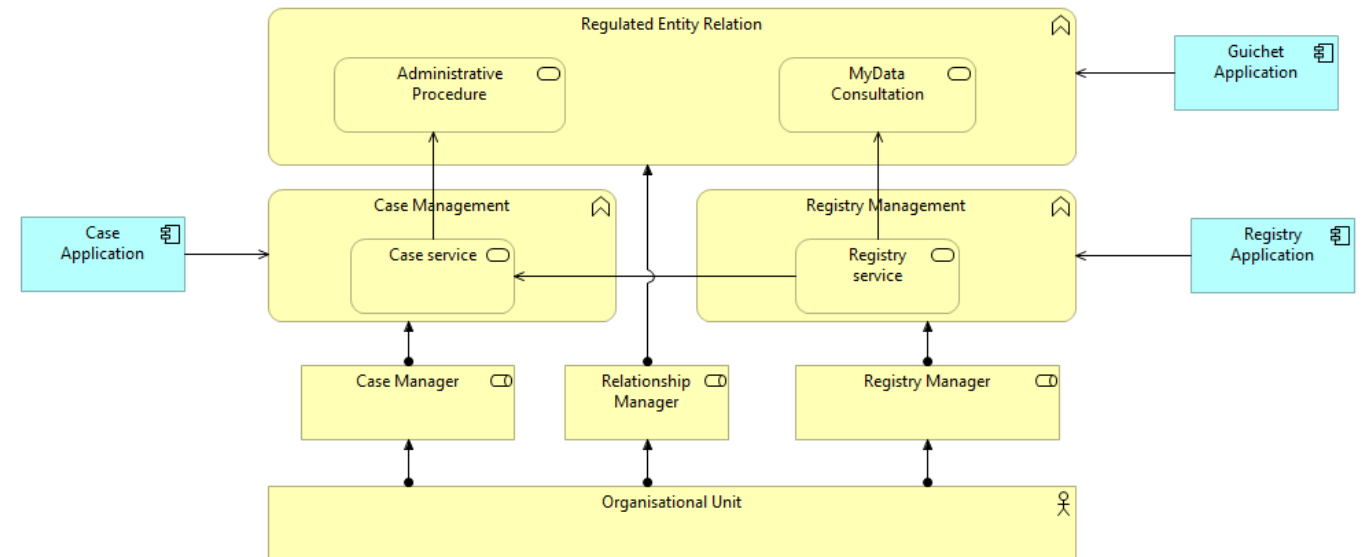 Regulated Entity Relation
Administrative
Procedure
MyData
Consultation
Guichet
Application
Case Management
Registry Management
Case
Application
Case service
Registry
service
Registry
Application
Case Manager
Relationship
Manager
Registry Manager
Organisational Unit